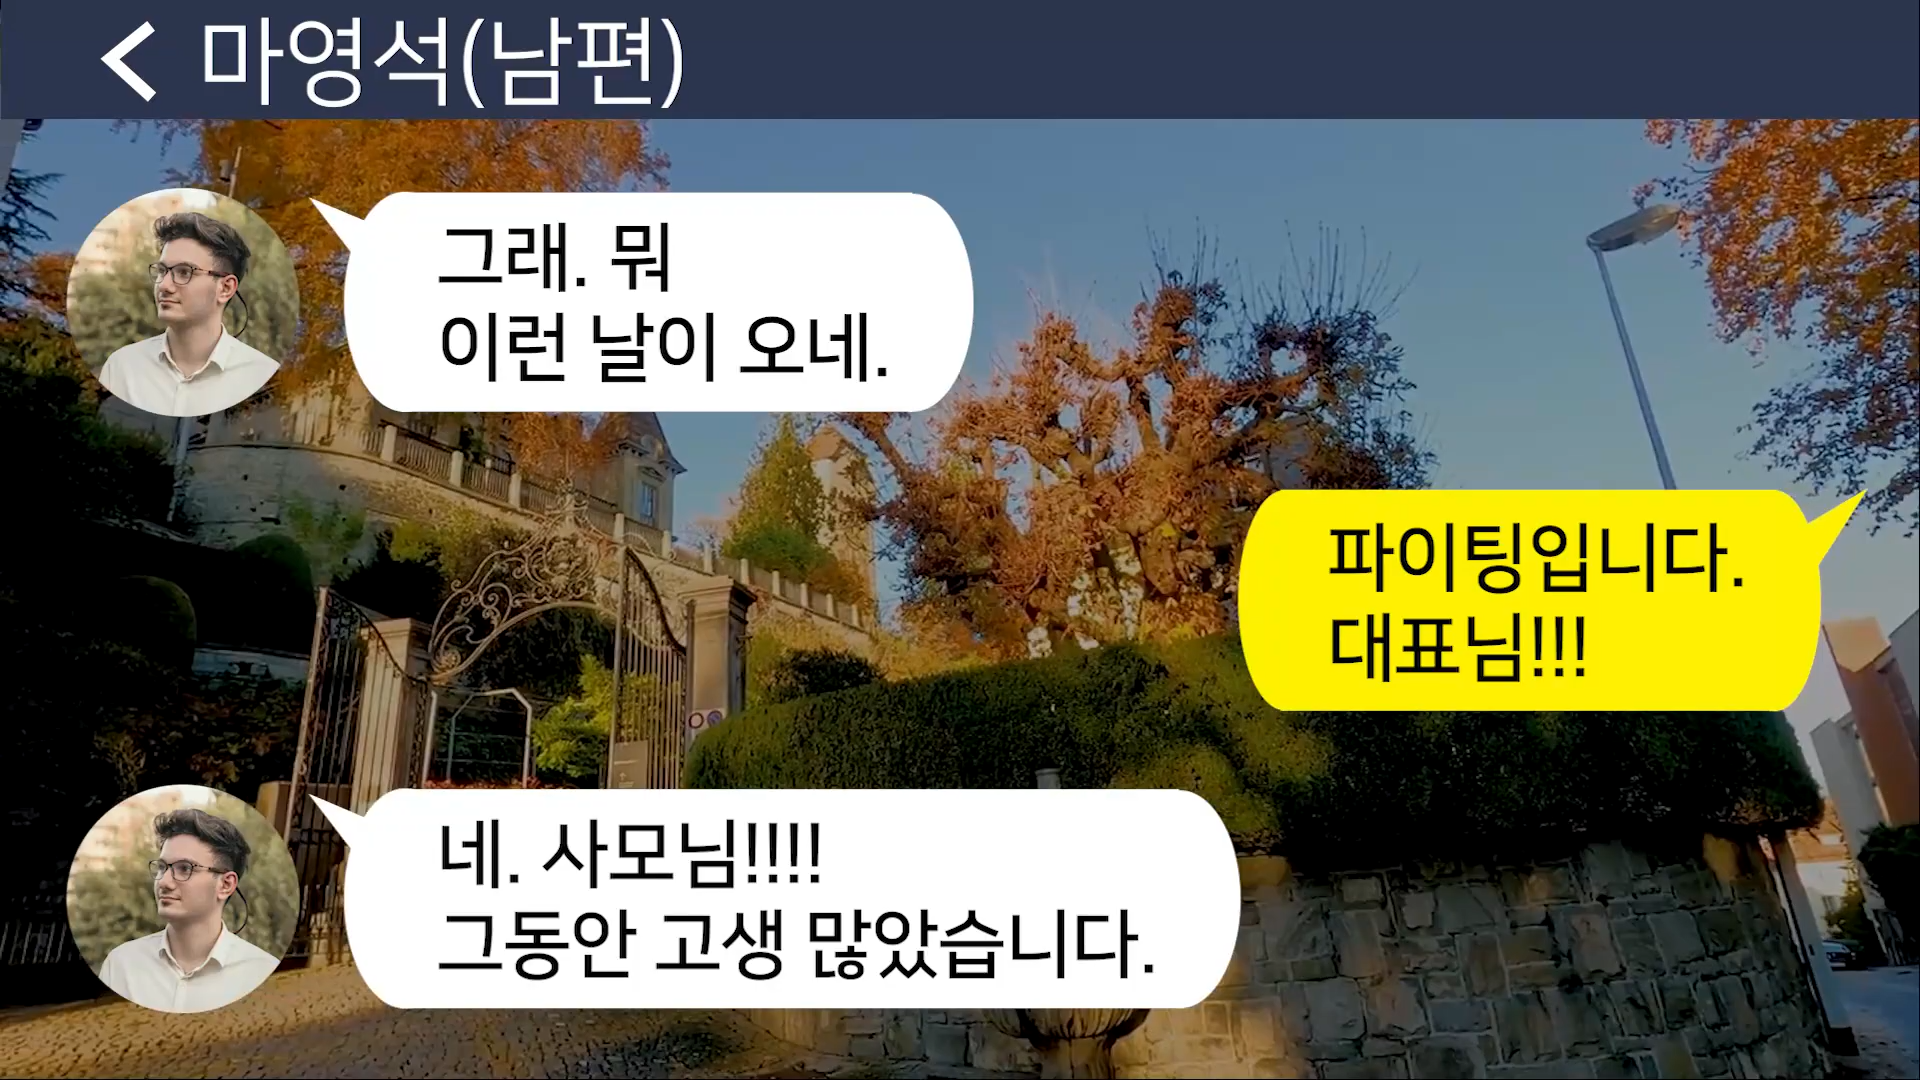 마영석(남편)
그래. 뭐
이런 날이 오네.
파이팅입니다.
대표님!!!
네. 사모님!!!!
그동안 고생 많았습니다.